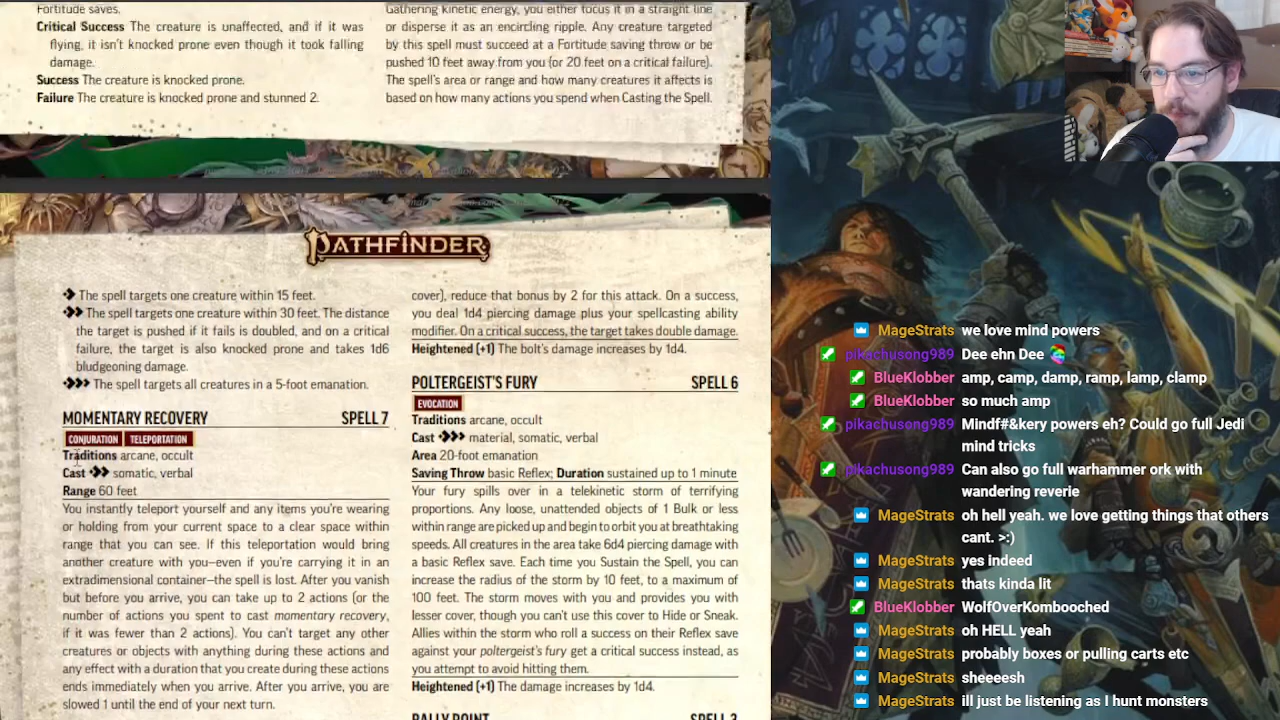 Fortitude saves.
Critical Success The creature is unaffected, and if it was
flying, it isn't knocked prone even though it took falling
damage.
Success The creature is knocked prone.
Failure The creature is knocked prone and stunned 2.
Gathering kinetic energy, you either focus it in a straight line
or disperse it as an encircling ripple. Any creature targeted
by this spell must succeed at a Fortitude saving throw or be
pushed 10 feet away from you (or 20 feet on a critical failure).
The spell's area or range and how many creatures it affects is
based on how many actions you spend when Casting the Spell.
PATHFINDER
The spell targets one creature within 15 feet.
The spell targets one creature within 30 feet. The distance
the target is pushed if it fails is doubled, and on a critical
failure, the target is also knocked prone and takes 1d6
bludgeoning damage.
The spell targets all creatures in a 5-foot emanation.
MOMENTARY RECOVERY SPELL 7
CONJURATION TELEPORTATION
Traditions arcane, occult
Cast somatic, verbal
Range 60 feet
You instantly teleport yourself and any items you're wearing
or holding from your current space to a clear space within
range that you can see. If this teleportation would bring
another creature with you—even if you're carrying it in an
extradimensional container—the spell is lost. After you vanish
but before you arrive, you can take up to 2 actions (or the
number of actions you spent to cast momentary recovery,
if it was fewer than 2 actions). You can't target any other
creatures or objects with anything during these actions and
any effect with a duration that you create during these actions
ends immediately when you arrive. After you arrive, you are
slowed 1 until the end of your next turn.
cover), reduce that bonus by 2 for this attack. On a success,
you deal 1d4 piercing damage plus your spellcasting ability
modifier. On a critical success, the target takes double damage.
Heightened (+1) The bolt's damage increases by 1d4.
POLTERGEIST'S FURY SPELL 6
EVOCATION
Traditions arcane, occult
Cast material, somatic, verbal
Area 20-foot emanation
Saving Throw basic Reflex; Duration sustained up to 1 minute
Your fury spills over in a telekinetic storm of terrifying
proportions. Any loose, unattended objects of 1 Bulk or less
within range are picked up and begin to orbit you at breathtaking
speeds. All creatures in the area take 6d4 piercing damage with
a basic Reflex save. Each time you Sustain the Spell, you can
increase the radius of the storm by 10 feet, to a maximum of
100 feet. The storm moves with you and provides you with
lesser cover, though you can't use this cover to Hide or Sneak.
Allies within the storm who roll a success on their Reflex save
against your poltergeist's fury get a critical success instead, as
you attempt to avoid hitting them.
Heightened (+1) The damage increases by 1d4.
RALLY POINT SPELL 3
MageStrats we love mind powers
pikachusong989 Dee ehn Dee
BlueKlobber amp, camp, damp, ramp, lamp, clamp
BlueKlobber so much amp
pikachusong989 Mindf#&kery powers eh? Could go full Jedi
mind tricks
pikachusong989 Can also go full warhammer ork with
wandering reverie
MageStrats oh hell yeah. we love getting things that others
cant. >:)
MageStrats yes indeed
MageStrats thats kinda lit
BlueKlobber WolfOverKombooched
MageStrats oh HELL yeah
MageStrats probably boxes or pulling carts etc
MageStrats sheeeesh
MageStrats ill just be listening as I hunt monsters